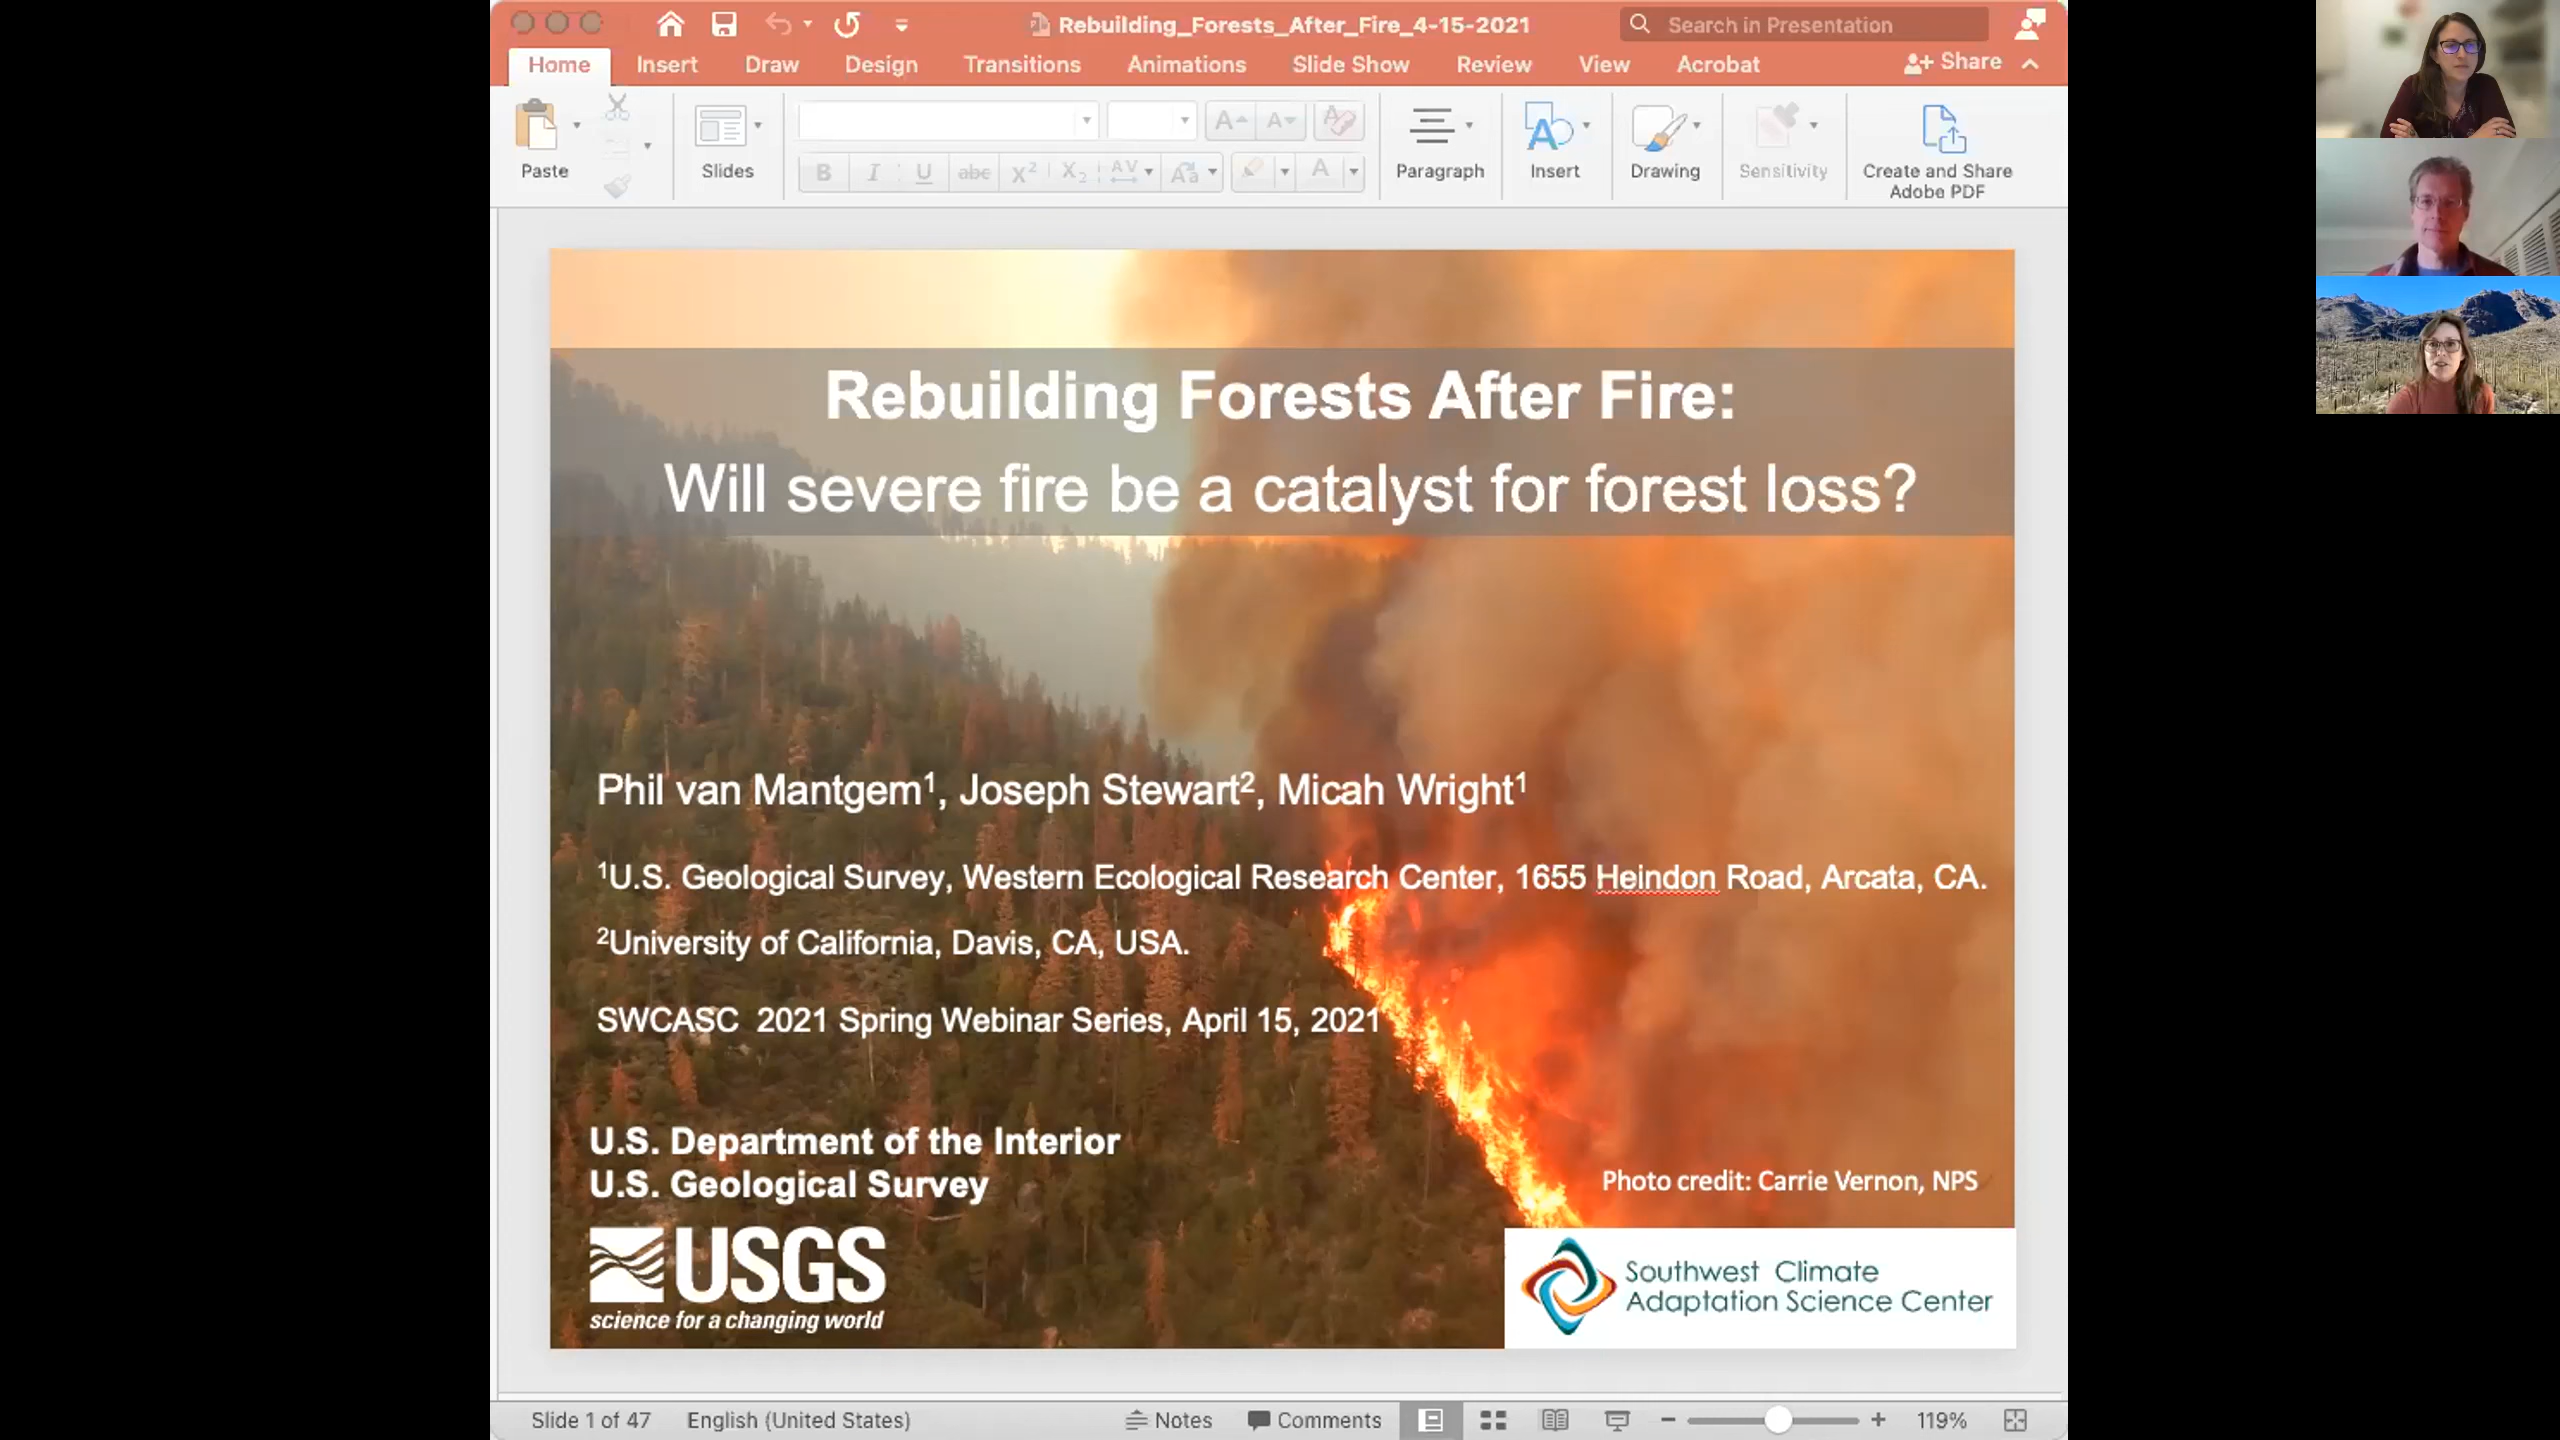 Rebuilding_Forests_After_Fire_4-15-2021
Search in Presentation
Home Insert Draw Design Transitions Animations Slide Show Review View Acrobat Share
Paste
Slides
B I U abc X² X₂ AV Aa A
A A A
Paragraph
Insert
Drawing
Sensitivity
Create and Share
Adobe PDF
Rebuilding Forests After Fire:
Will severe fire be a catalyst for forest loss?
Phil van Mantgem¹, Joseph Stewart², Micah Wright¹
¹U.S. Geological Survey, Western Ecological Research Center, 1655 Heindon Road, Arcata, CA.
²University of California, Davis, CA, USA.
SWCASC 2021 Spring Webinar Series, April 15, 2021
U.S. Department of the Interior
U.S. Geological Survey
Photo credit: Carrie Vernon, NPS
USGS
science for a changing world
Southwest Climate
Adaptation Science Center
Slide 1 of 47 English (United States) Notes Comments 119%